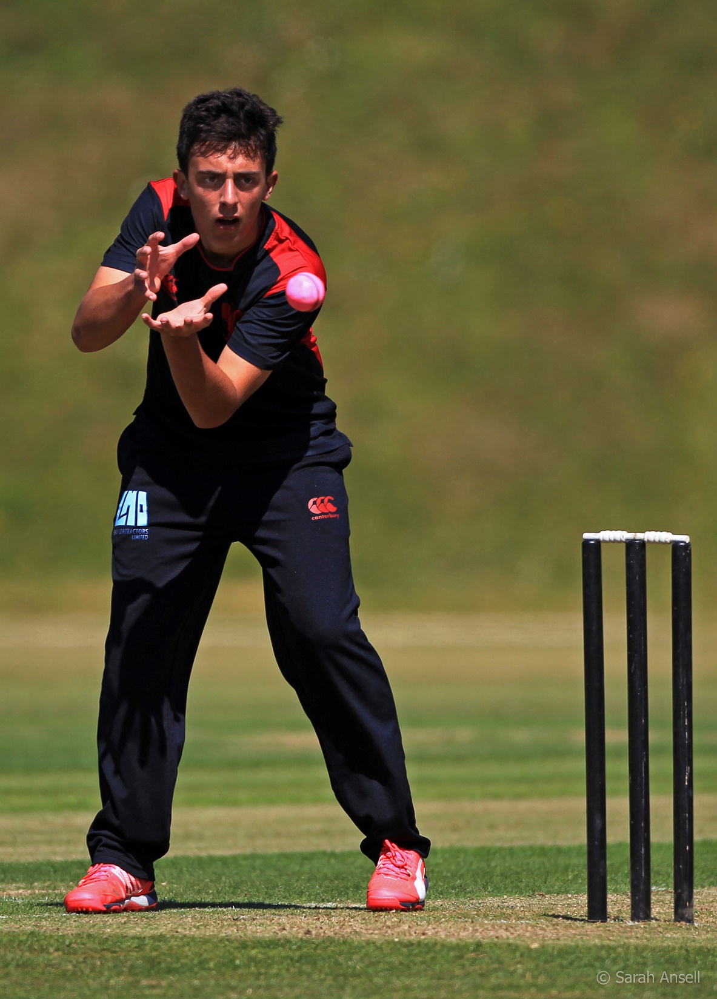 canterbury
CONTRACTORS
LIMITED
© Sarah Ansell